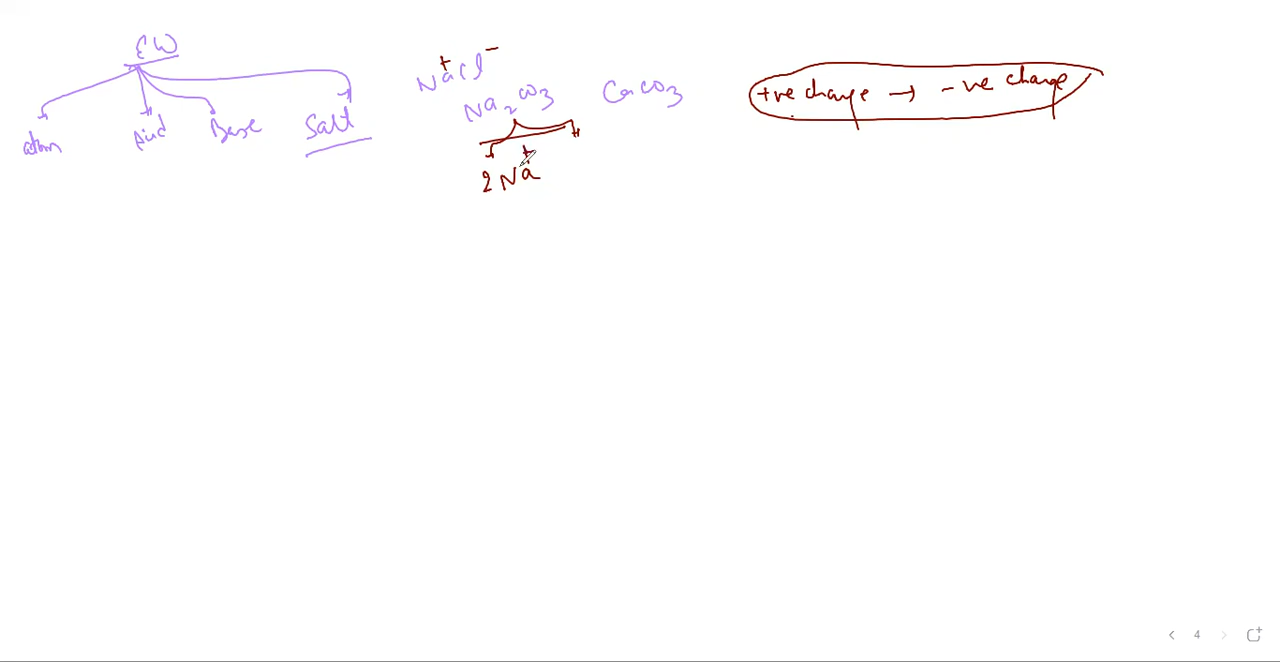 EW
atom Acid Base Salt
Na+Cl-
Na2CO3 CaCO3
2Na+
+ve charge → -ve charge
4